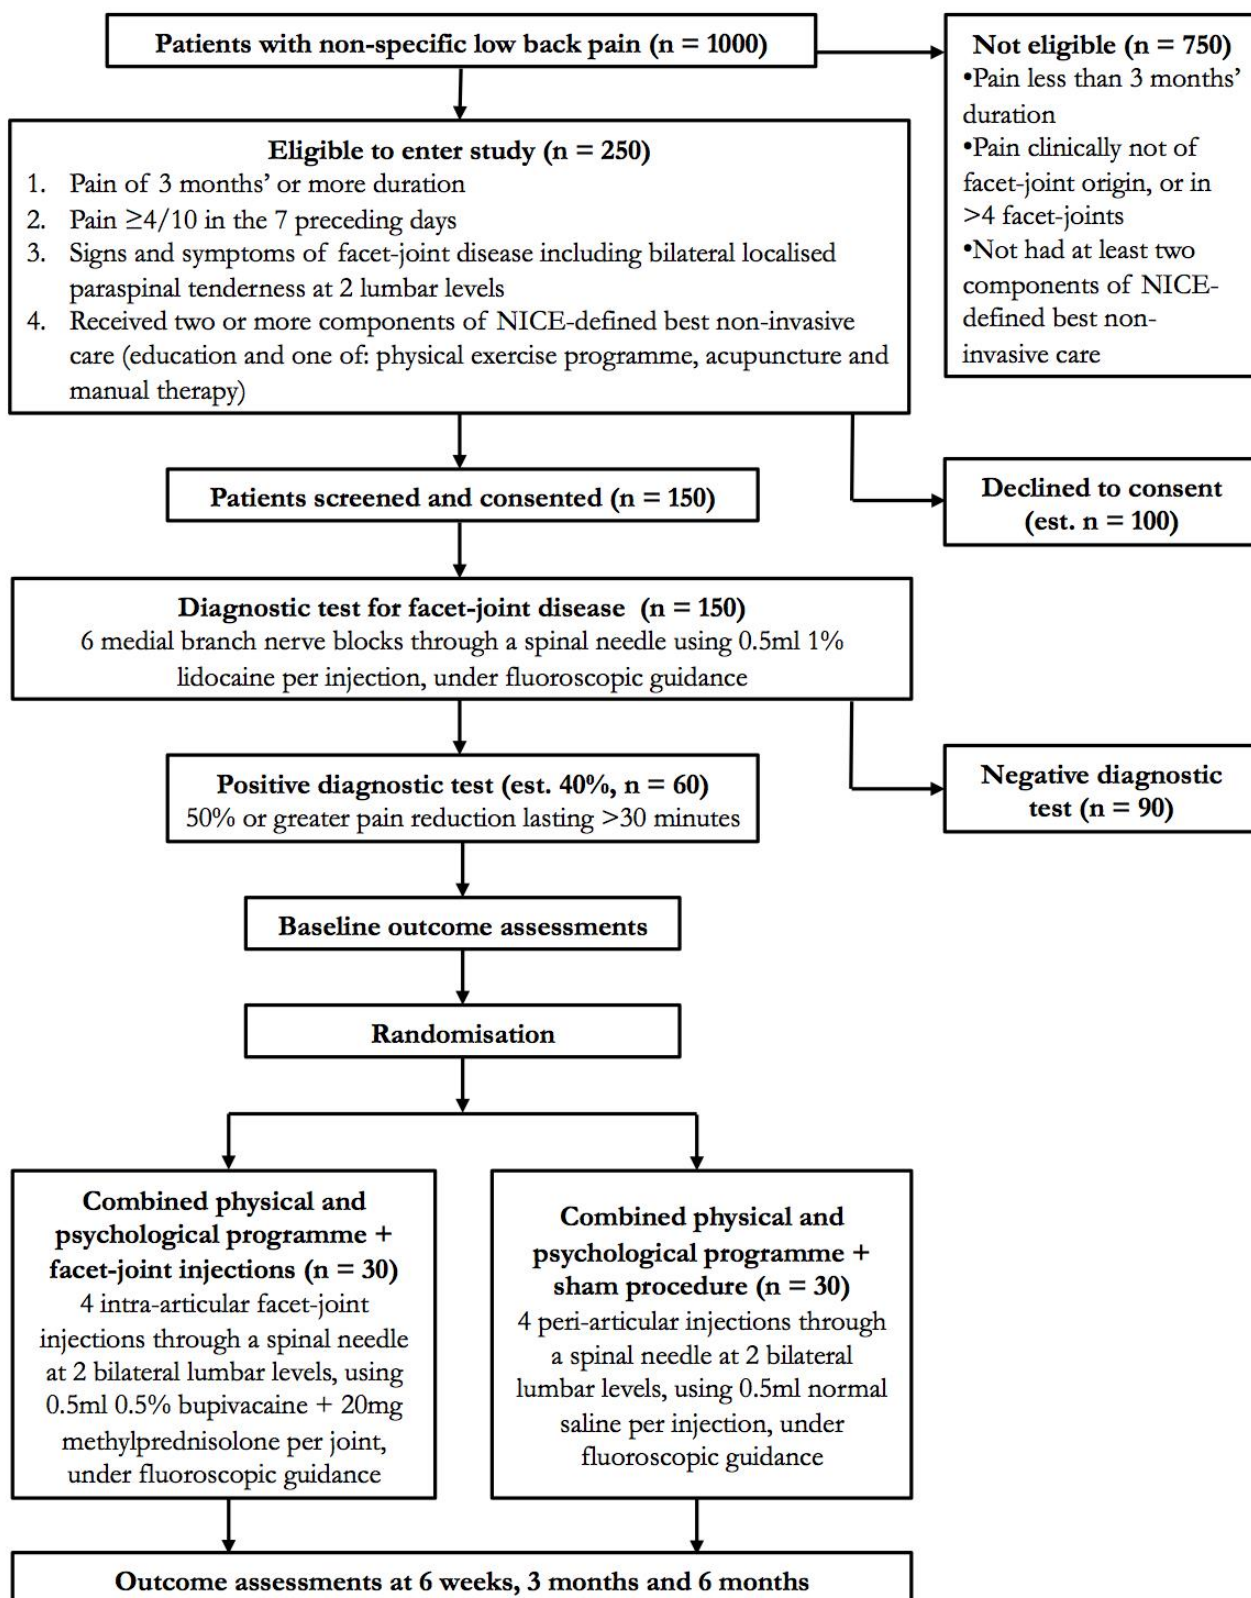 Patients with non-specific low back pain (n = 1000)
Not eligible (n = 750)
•Pain less than 3 months’
duration
•Pain clinically not of
facet-joint origin, or in
>4 facet-joints
•Not had at least two
components of NICE-
defined best non-
invasive care
Eligible to enter study (n = 250)
1. Pain of 3 months’ or more duration
2. Pain ≥4/10 in the 7 preceding days
3. Signs and symptoms of facet-joint disease including bilateral localised
paraspinal tenderness at 2 lumbar levels
4. Received two or more components of NICE-defined best non-invasive
care (education and one of: physical exercise programme, acupuncture and
manual therapy)
Patients screened and consented (n = 150)
Declined to consent
(est. n = 100)
Diagnostic test for facet-joint disease (n = 150)
6 medial branch nerve blocks through a spinal needle using 0.5ml 1%
lidocaine per injection, under fluoroscopic guidance
Positive diagnostic test (est. 40%, n = 60)
50% or greater pain reduction lasting >30 minutes
Negative diagnostic
test (n = 90)
Baseline outcome assessments
Randomisation
Combined physical and
psychological programme +
facet-joint injections (n = 30)
4 intra-articular facet-joint
injections through a spinal needle
at 2 bilateral lumbar levels, using
0.5ml 0.5% bupivacaine + 20mg
methylprednisolone per joint,
under fluoroscopic guidance
Combined physical and
psychological programme +
sham procedure (n = 30)
4 peri-articular injections through
a spinal needle at 2 bilateral
lumbar levels, using 0.5ml normal
saline per injection, under
fluoroscopic guidance
Outcome assessments at 6 weeks, 3 months and 6 months